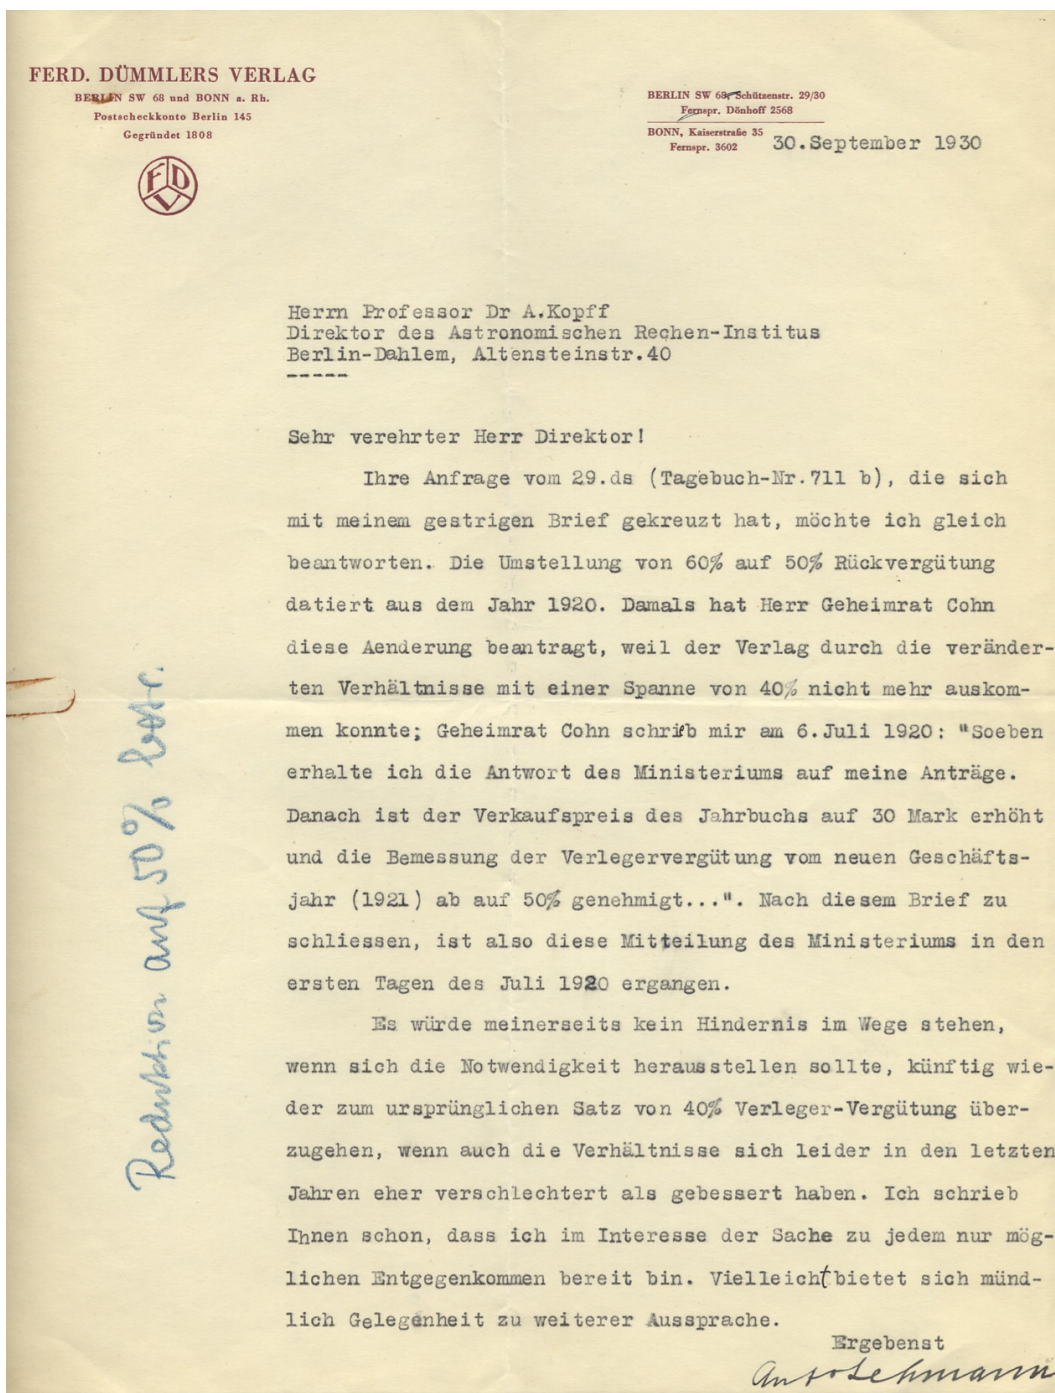 FERD. DÜMMLERS VERLAG
BERLIN SW 68 und BONN a. Rh.
Postscheckkonto Berlin 145
Gegründet 1808
FDV
BERLIN SW 68, Schützenstr. 29/30
Fernspr. Dönhoff 2568
BONN, Kaiserstraße 35
Fernspr. 3602
30.September 1930
Herrn Professor Dr A.Kopff
Direktor des Astronomischen Rechen-Institus
Berlin-Dahlem, Altensteinstr.40
-----
Sehr verehrter Herr Direktor!
Ihre Anfrage vom 29.ds (Tagebuch-Nr.711 b), die sich
mit meinem gestrigen Brief gekreuzt hat, möchte ich gleich
beantworten. Die Umstellung von 60% auf 50% Rückvergütung
datiert aus dem Jahr 1920. Damals hat Herr Geheimrat Cohn
diese Aenderung beantragt, weil der Verlag durch die veränder-
ten Verhältnisse mit einer Spanne von 40% nicht mehr auskom-
men konnte; Geheimrat Cohn schrib mir am 6.Juli 1920: "Soeben
erhalte ich die Antwort des Ministeriums auf meine Anträge.
Danach ist der Verkaufspreis des Jahrbuchs auf 30 Mark erhöht
und die Bemessung der Verlegervergütung vom neuen Geschäfts-
jahr (1921) ab auf 50% genehmigt...". Nach diesem Brief zu
schliessen, ist also diese Mitteilung des Ministeriums in den
ersten Tagen des Juli 1920 ergangen.
Es würde meinerseits kein Hindernis im Wege stehen,
wenn sich die Notwendigkeit herausstellen sollte, künftig wie-
der zum ursprünglichen Satz von 40% Verleger-Vergütung über-
zugehen, wenn auch die Verhältnisse sich leider in den letzten
Jahren eher verschlechtert als gebessert haben. Ich schrieb
Ihnen schon, dass ich im Interesse der Sache zu jedem nur mög-
lichen Entgegenkommen bereit bin. Vielleicht bietet sich münd-
lich Gelegenheit zu weiterer Aussprache.
Ergebenst
Lehmann
Reduktion auf 50% betr.